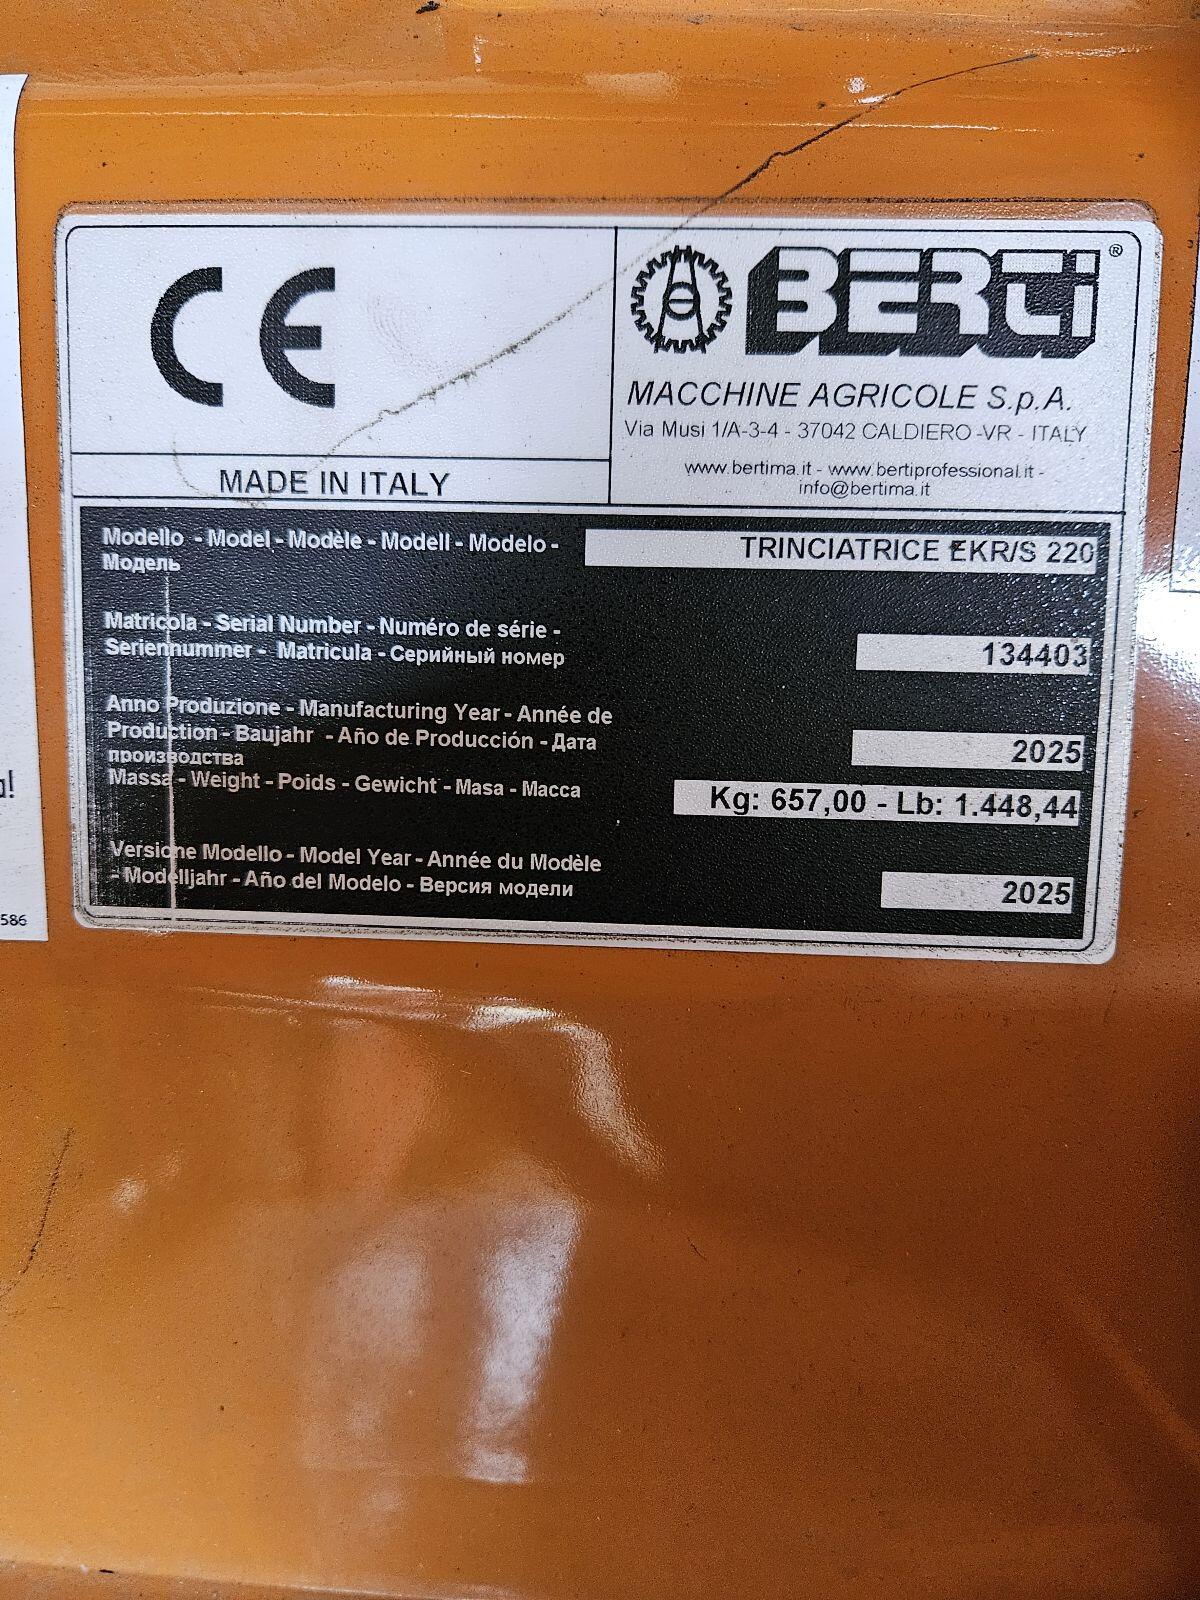 CE
BERTI ®
MACCHINE AGRICOLE S.p.A.
Via Musi 1/A-3-4 - 37042 CALDIERO -VR - ITALY
www.bertima.it - www.bertiprofessional.it -
info@bertima.it
MADE IN ITALY
Modello - Model - Modèle - Modell - Modelo -
Модель
TRINCIATRICE EKR/S 220
Matricola - Serial Number - Numéro de série -
Seriennummer - Matricula - Серийный номер
134403
Anno Produzione - Manufacturing Year - Année de
Production - Baujahr - Año de Producción - Дата
производства
2025
Massa - Weight - Poids - Gewicht - Masa - Масса
Kg: 657,00 - Lb: 1.448,44
Versione Modello - Model Year - Année du Modèle
- Modelljahr - Año del Modelo - Версия модели
2025
586